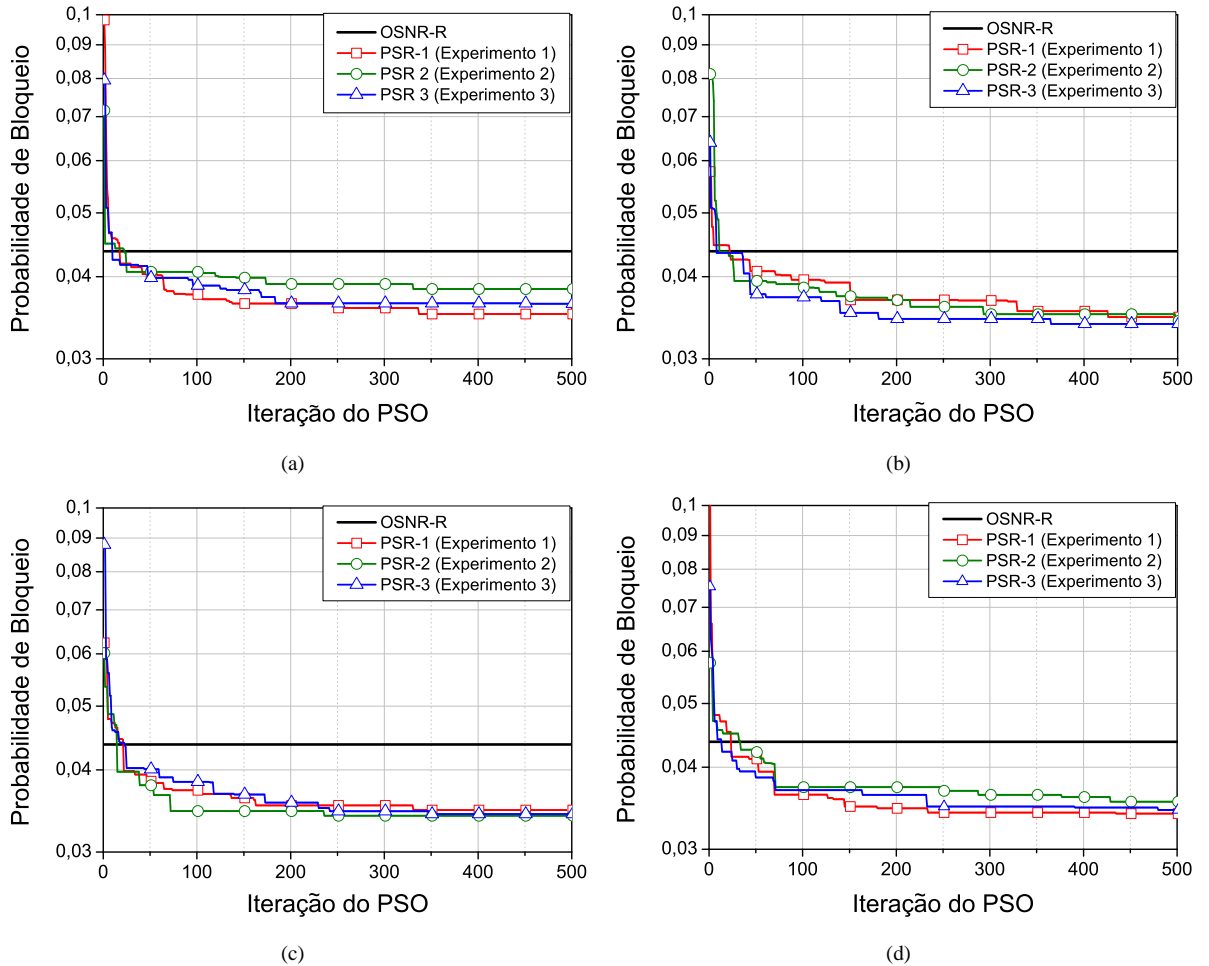 0,1
0,09
0,08
0,07
0,06
0,05
0,04
0,03
Probabilidade de Bloqueio
OSNR-R
PSR-1 (Experimento 1)
PSR 2 (Experimento 2)
PSR 3 (Experimento 3)
0 100 200 300 400 500
Iteração do PSO
(a)
0,1
0,09
0,08
0,07
0,06
0,05
0,04
0,03
Probabilidade de Bloqueio
OSNR-R
PSR-1 (Experimento 1)
PSR-2 (Experimento 2)
PSR-3 (Experimento 3)
0 100 200 300 400 500
Iteração do PSO
(b)
0,1
0,09
0,08
0,07
0,06
0,05
0,04
0,03
Probabilidade de Bloqueio
OSNR-R
PSR-1 (Experimento 1)
PSR-2 (Experimento 2)
PSR-3 (Experimento 3)
0 100 200 300 400 500
Iteração do PSO
(c)
0,1
0,09
0,08
0,07
0,06
0,05
0,04
0,03
Probabilidade de Bloqueio
OSNR-R
PSR-1 (Experimento 1)
PSR-2 (Experimento 2)
PSR-3 (Experimento 3)
0 100 200 300 400 500
Iteração do PSO
(d)